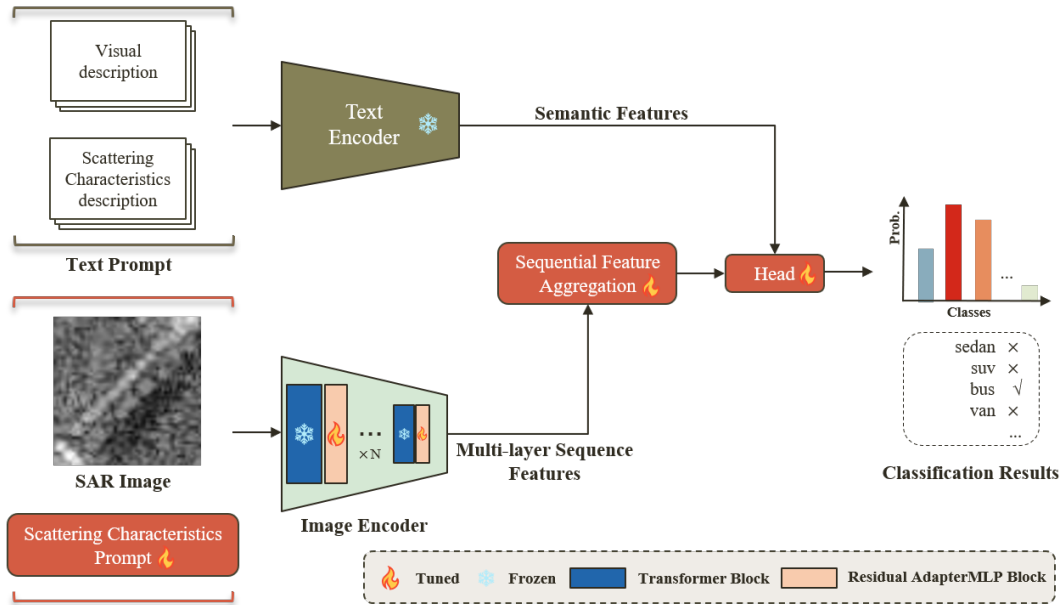 Visual
description
Scattering
Characteristics
description
Text Prompt
Text
Encoder
Semantic Features
Sequential Feature
Aggregation
Head
Prob.
...
Classes
sedan ×
suv ×
bus √
van ×
...
Classification Results
SAR Image
Scattering Characteristics
Prompt
...
×N
Image Encoder
Multi-layer Sequence
Features
Tuned
Frozen
Transformer Block
Residual AdapterMLP Block